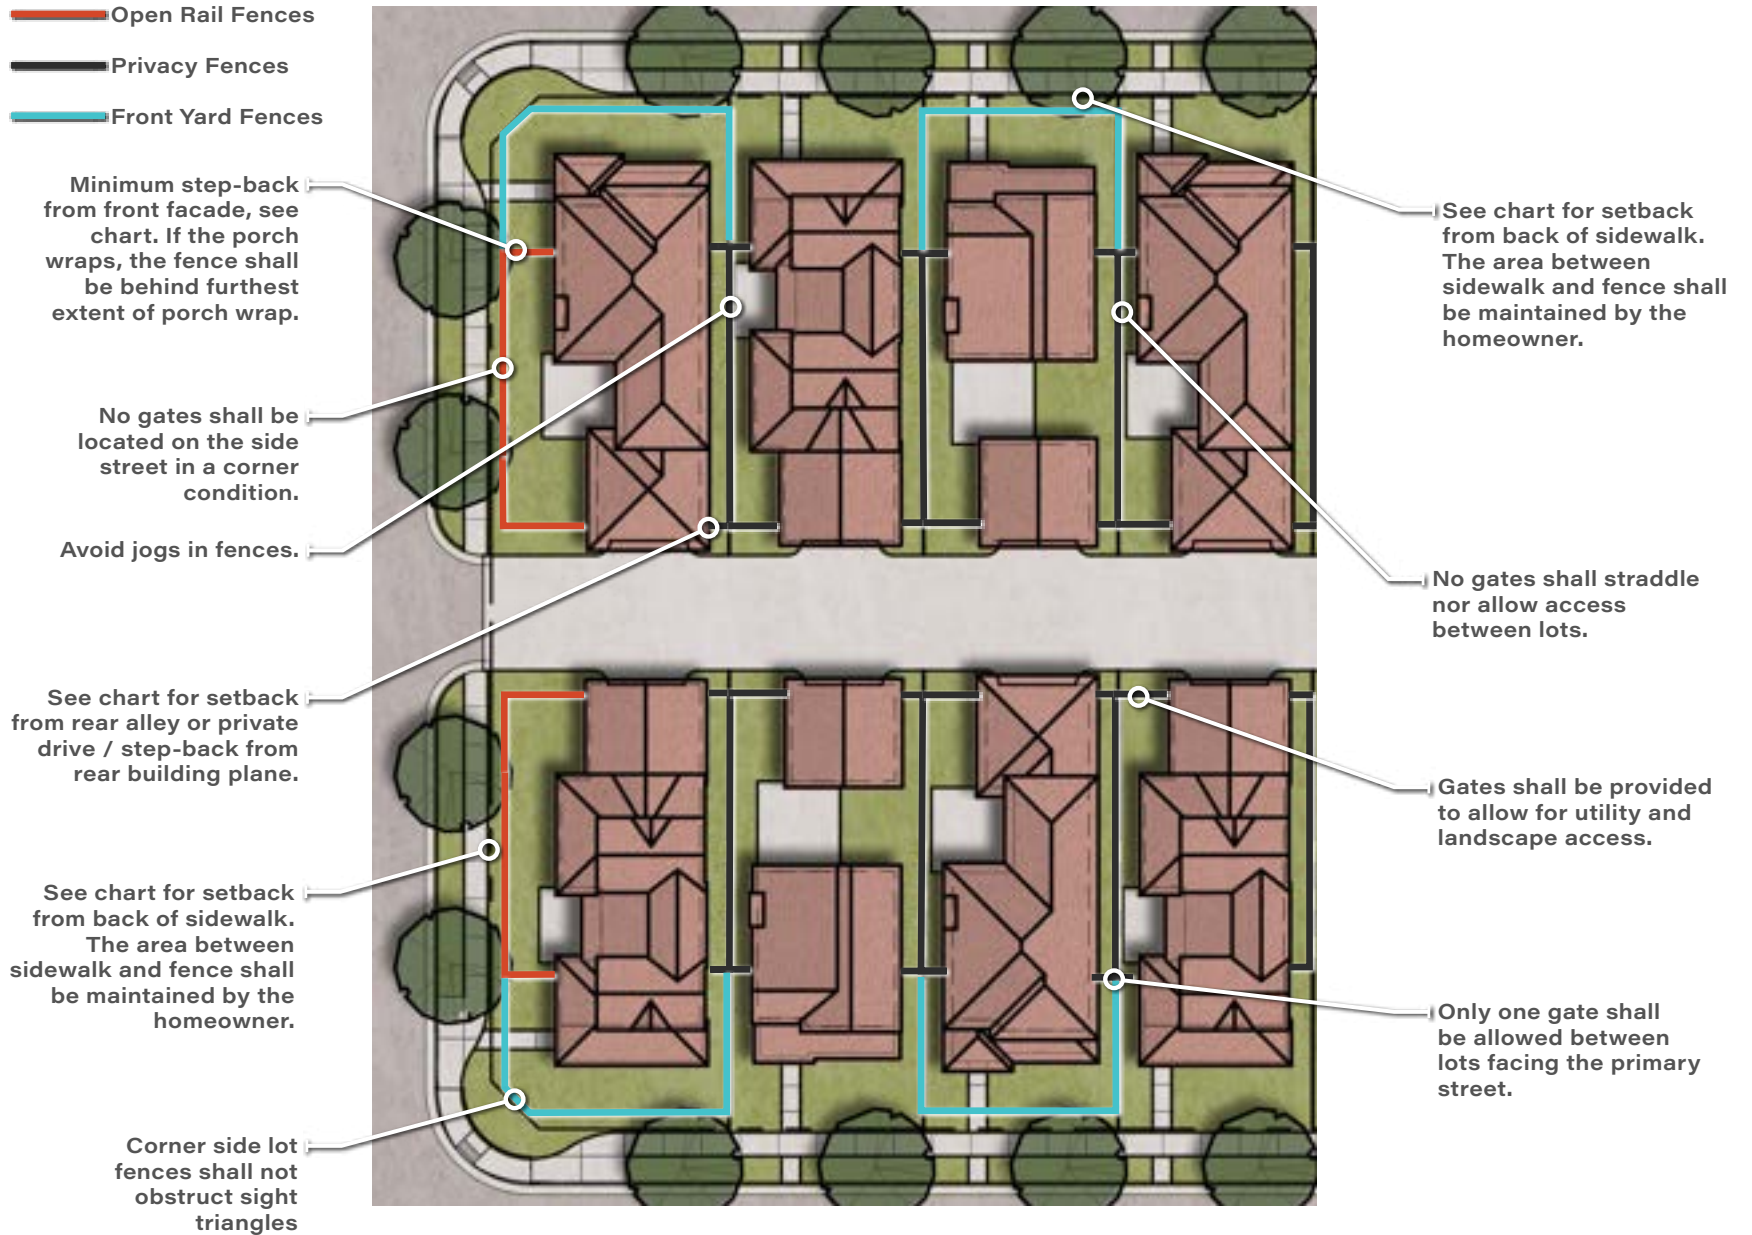 Open Rail Fences
Privacy Fences
Front Yard Fences
Minimum step-back
from front facade, see
chart. If the porch
wraps, the fence shall
be behind furthest
extent of porch wrap.
No gates shall be
located on the side
street in a corner
condition.
Avoid jogs in fences.
See chart for setback
from rear alley or private
drive / step-back from
rear building plane.
See chart for setback
from back of sidewalk.
The area between
sidewalk and fence shall
be maintained by the
homeowner.
Corner side lot
fences shall not
obstruct sight
triangles
See chart for setback
from back of sidewalk.
The area between
sidewalk and fence shall
be maintained by the
homeowner.
No gates shall straddle
nor allow access
between lots.
Gates shall be provided
to allow for utility and
landscape access.
Only one gate shall
be allowed between
lots facing the primary
street.